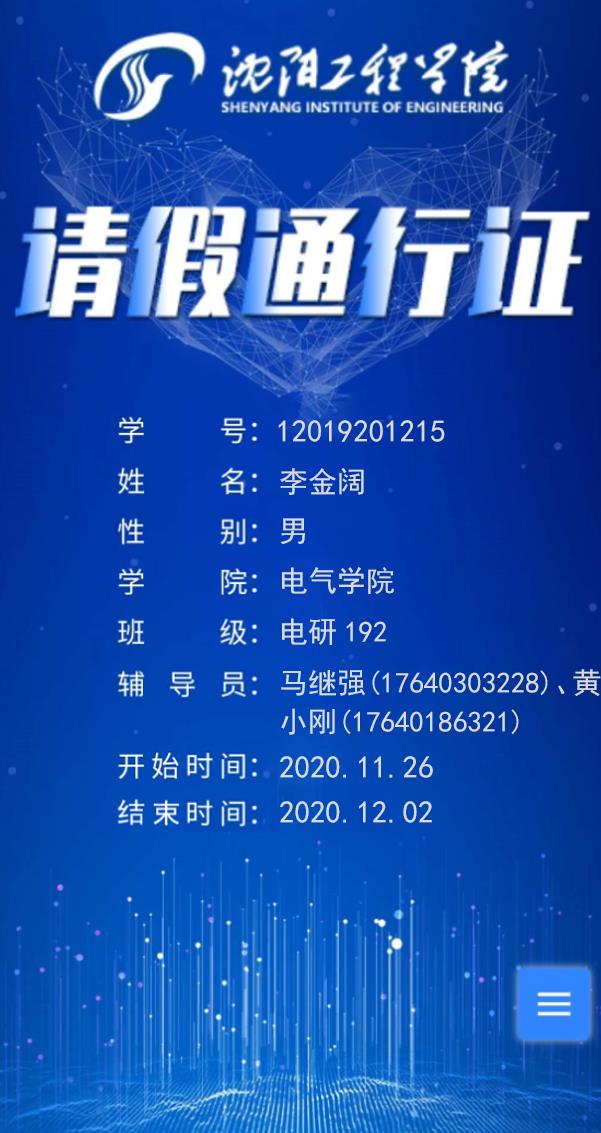 沈阳工程学院
SHENYANG INSTITUTE OF ENGINEERING
请假通行证
学号：12019201215
姓名：李金阔
性别：男
学院：电气学院
班级：电研192
辅导员：马继强(17640303228)、黄
小刚(17640186321)
开始时间：2020.11.26
结束时间：2020.12.02